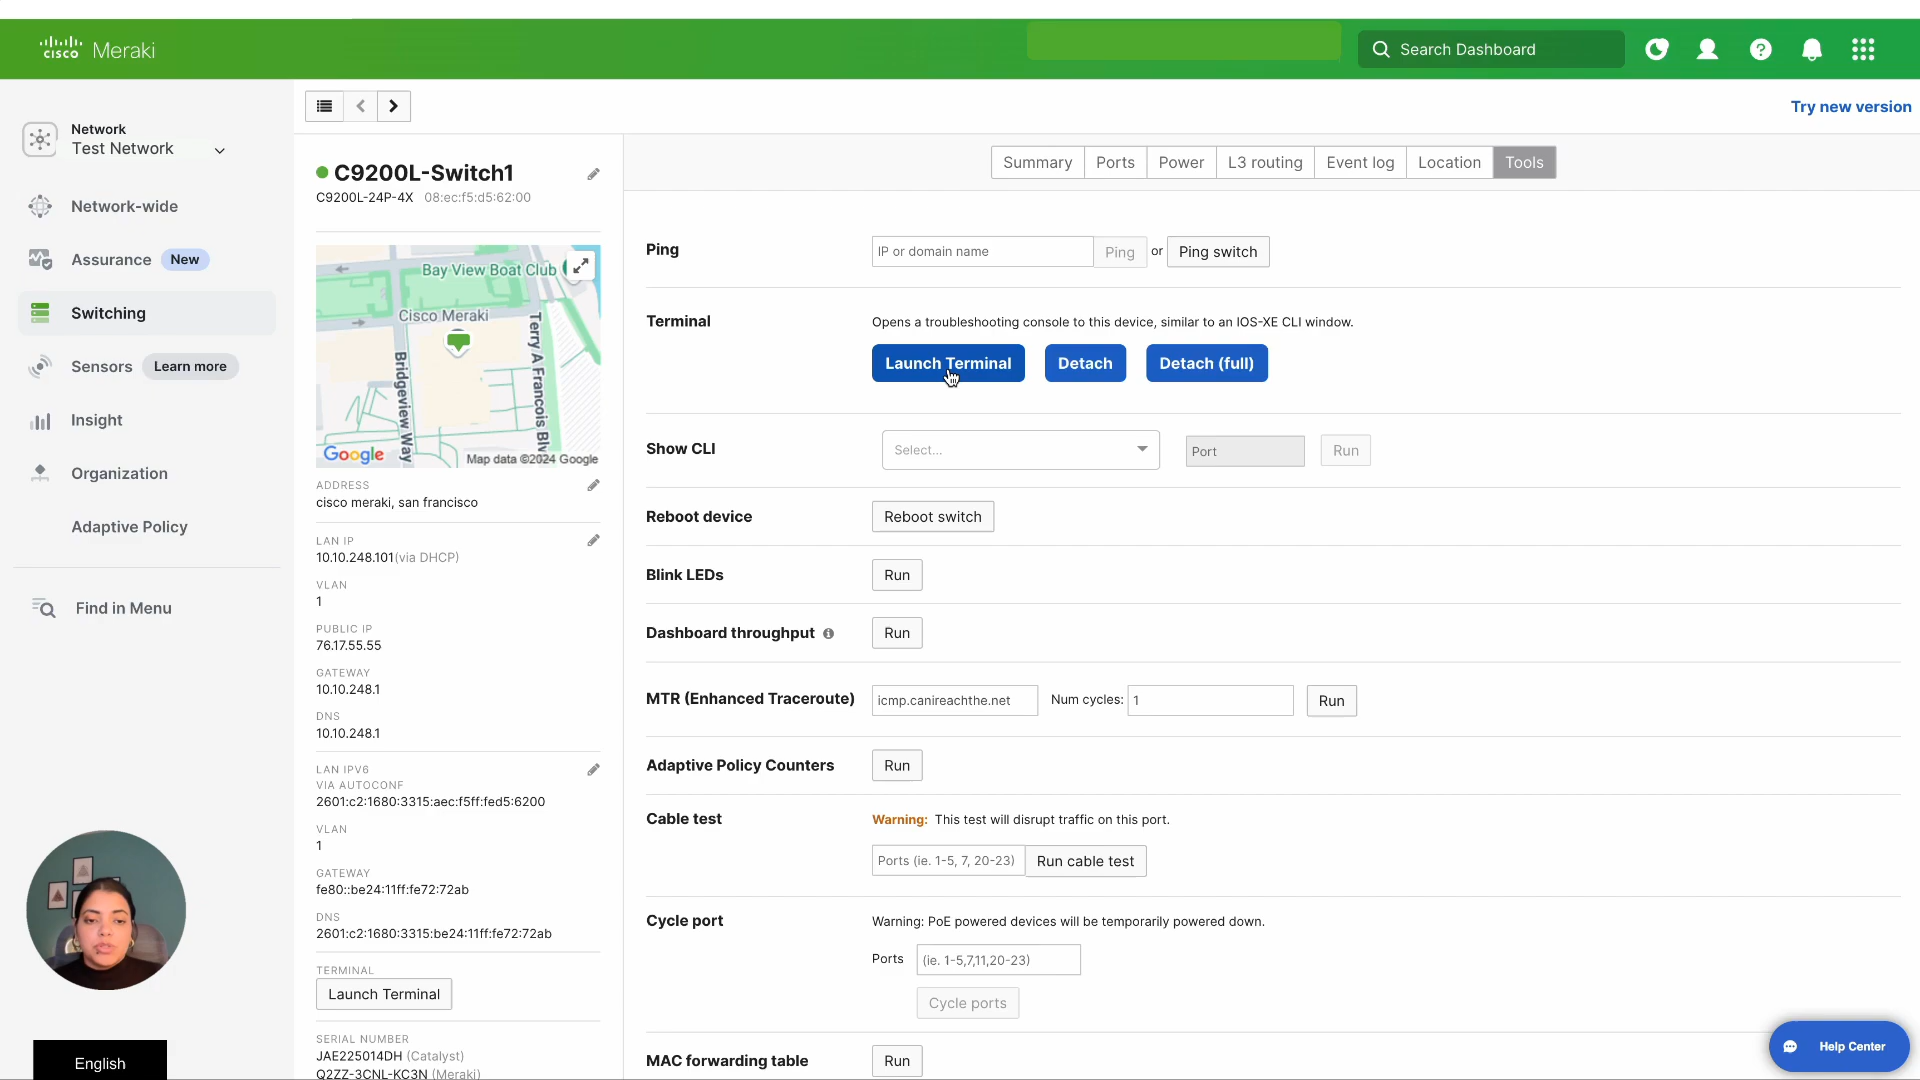 cisco Meraki
Search Dashboard
Try new version
Network
Test Network
Network-wide
Assurance New
Switching
Sensors Learn more
Insight
Organization
Adaptive Policy
Find in Menu
English
C9200L-Switch1
C9200L-24P-4X 08:ec:f5:d5:62:00
Bay View Boat Club
Cisco Meraki
Terry A Francois Blv
Bridgeview Way
Google
Map data ©2024 Google
ADDRESS
cisco meraki, san francisco
LAN IP
10.10.248.101 (via DHCP)
VLAN
1
PUBLIC IP
76.17.55.55
GATEWAY
10.10.248.1
DNS
10.10.248.1
LAN IPV6
VIA AUTOCONF
2601:c2:1680:3315:aec:f5ff:fed5:6200
VLAN
1
GATEWAY
fe80::be24:11ff:fe72:72ab
DNS
2601:c2:1680:3315:be24:11ff:fe72:72ab
TERMINAL
Launch Terminal
SERIAL NUMBER
JAE225014DH (Catalyst)
Q2ZZ-3CNL-KC3N (Meraki)
Summary Ports Power L3 routing Event log Location Tools
Ping IP or domain name Ping or Ping switch
Terminal Opens a troubleshooting console to this device, similar to an IOS-XE CLI window.
Launch Terminal Detach Detach (full)
Show CLI Select... Port Run
Reboot device Reboot switch
Blink LEDs Run
Dashboard throughput Run
MTR (Enhanced Traceroute) icmp.canireachthe.net Num cycles: 1 Run
Adaptive Policy Counters Run
Cable test Warning: This test will disrupt traffic on this port.
Ports (ie. 1-5, 7, 20-23) Run cable test
Cycle port Warning: PoE powered devices will be temporarily powered down.
Ports (ie. 1-5,7,11,20-23)
Cycle ports
MAC forwarding table Run
Help Center